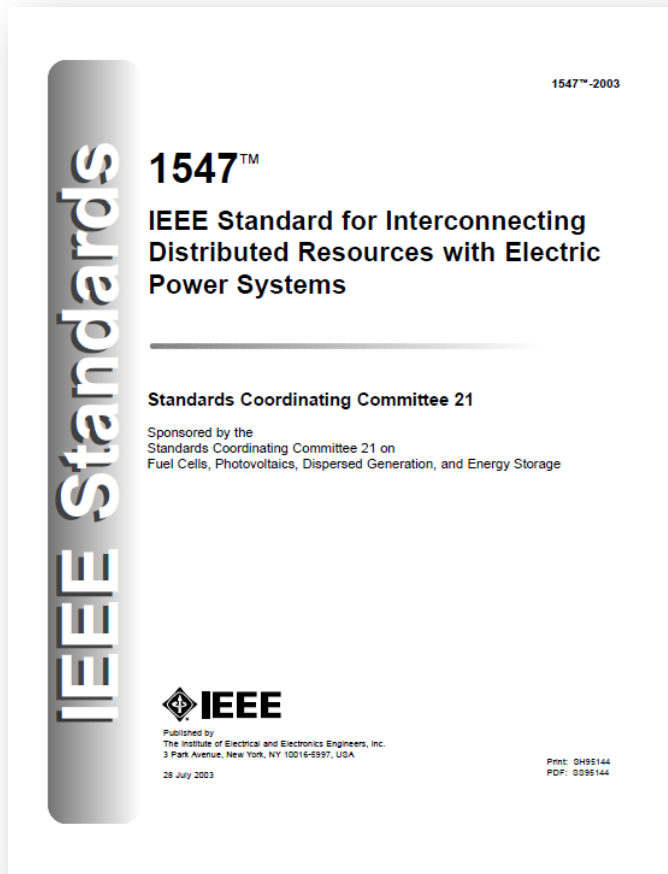 1547™-2003
IEEE Standards
1547™
IEEE Standard for Interconnecting
Distributed Resources with Electric
Power Systems
Standards Coordinating Committee 21
Sponsored by the
Standards Coordinating Committee 21 on
Fuel Cells, Photovoltaics, Dispersed Generation, and Energy Storage
IEEE
Published by
The Institute of Electrical and Electronics Engineers, Inc.
3 Park Avenue, New York, NY 10016-5997, USA
28 July 2003
Print: SH95144
PDF: SS95144